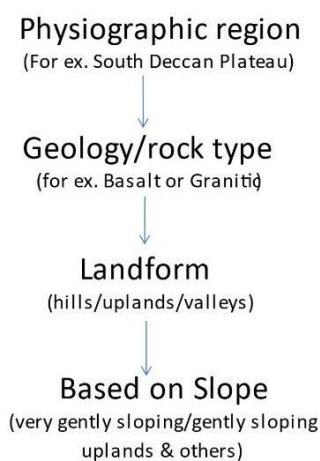 Physiographic region
(For ex. South Deccan Plateau)
Geology/rock type
(for ex. Basalt or Granitic)
Landform
(hills/uplands/valleys)
Based on Slope
(very gently sloping/gently sloping
uplands & others)